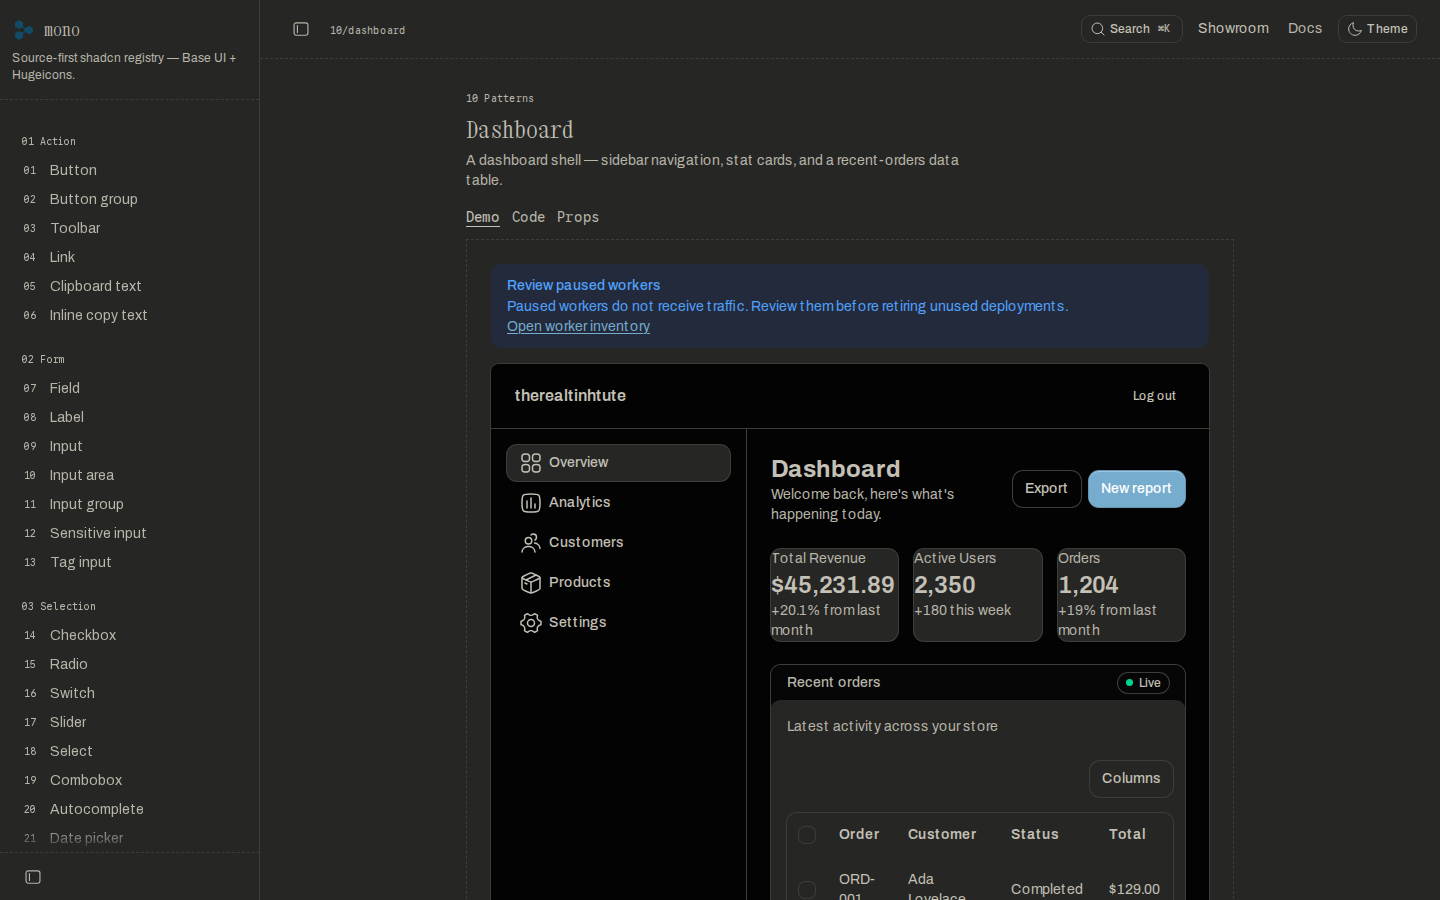 mono
Source-first shadcn registry — Base UI +
Hugeicons.
01 Action
01 Button
02 Button group
03 Toolbar
04 Link
05 Clipboard text
06 Inline copy text
02 Form
07 Field
08 Label
09 Input
10 Input area
11 Input group
12 Sensitive input
13 Tag input
03 Selection
14 Checkbox
15 Radio
16 Switch
17 Slider
18 Select
19 Combobox
20 Autocomplete
21 Date picker
10/dashboard
Search ⌘K
Showroom
Docs
Theme
10 Patterns
Dashboard
A dashboard shell — sidebar navigation, stat cards, and a recent-orders data
table.
Demo Code Props
Review paused workers
Paused workers do not receive traffic. Review them before retiring unused deployments.
Open worker inventory
therealtinhtute
Log out
Overview
Analytics
Customers
Products
Settings
Dashboard
Welcome back, here's what's
happening today.
Export
New report
Total Revenue
$45,231.89
+20.1% from last
month
Active Users
2,350
+180 this week
Orders
1,204
+19% from last
month
Recent orders
Live
Latest activity across your store
Columns
Order Customer Status Total
ORD-
001
Ada
Lovelace
Completed
$129.00